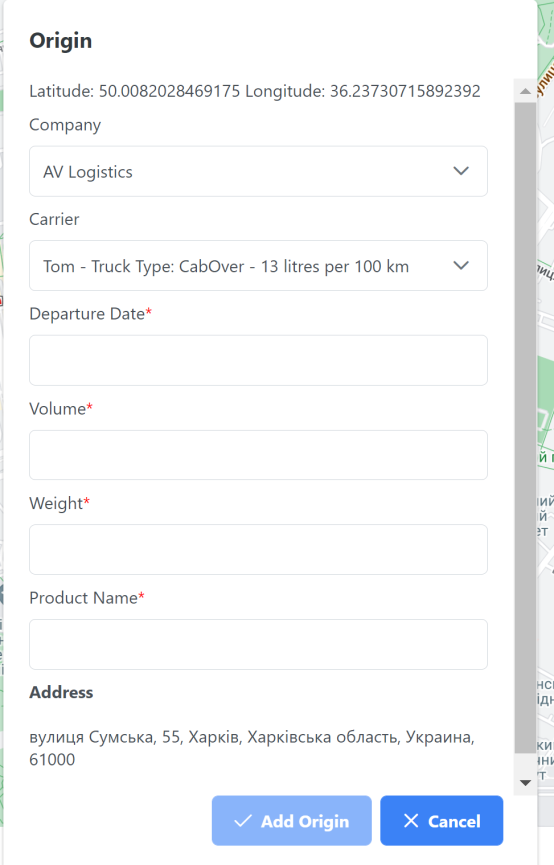 Origin
Latitude: 50.0082028469175 Longitude: 36.23730715892392
Company
AV Logistics
Carrier
Tom - Truck Type: CabOver - 13 litres per 100 km
Departure Date*
Volume*
Weight*
Product Name*
Address
вулиця Сумська, 55, Харків, Харківська область, Украина,
61000
Add Origin
Cancel